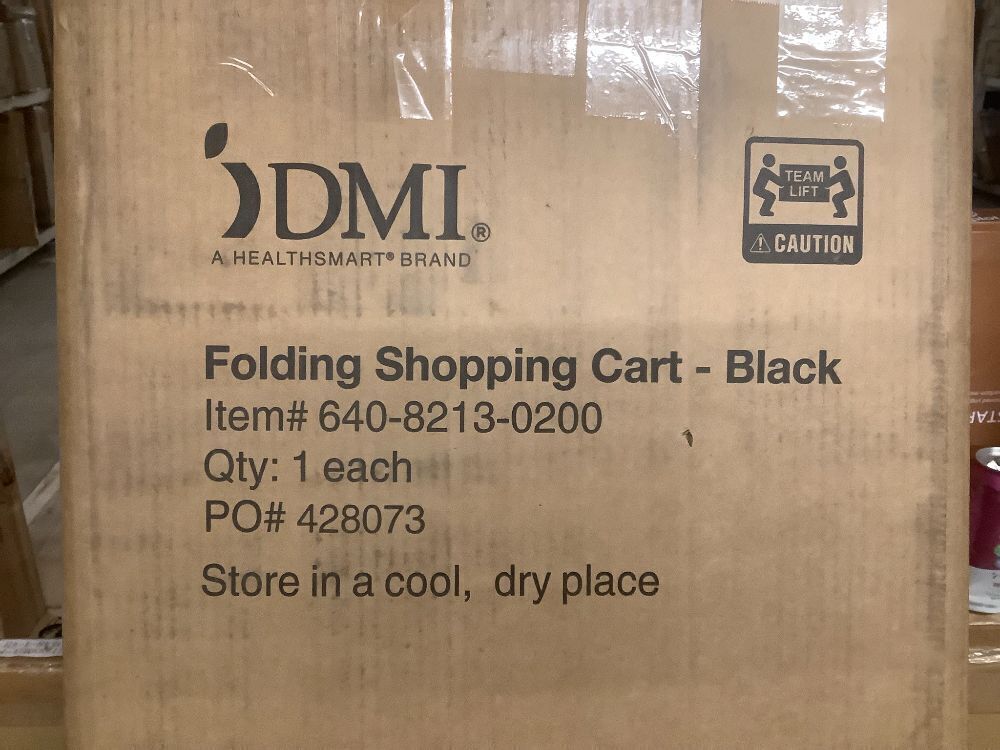 DMI®
A HEALTHSMART® BRAND
TEAM
LIFT
CAUTION
Folding Shopping Cart - Black
Item# 640-8213-0200
Qty: 1 each
PO# 428073
Store in a cool, dry place